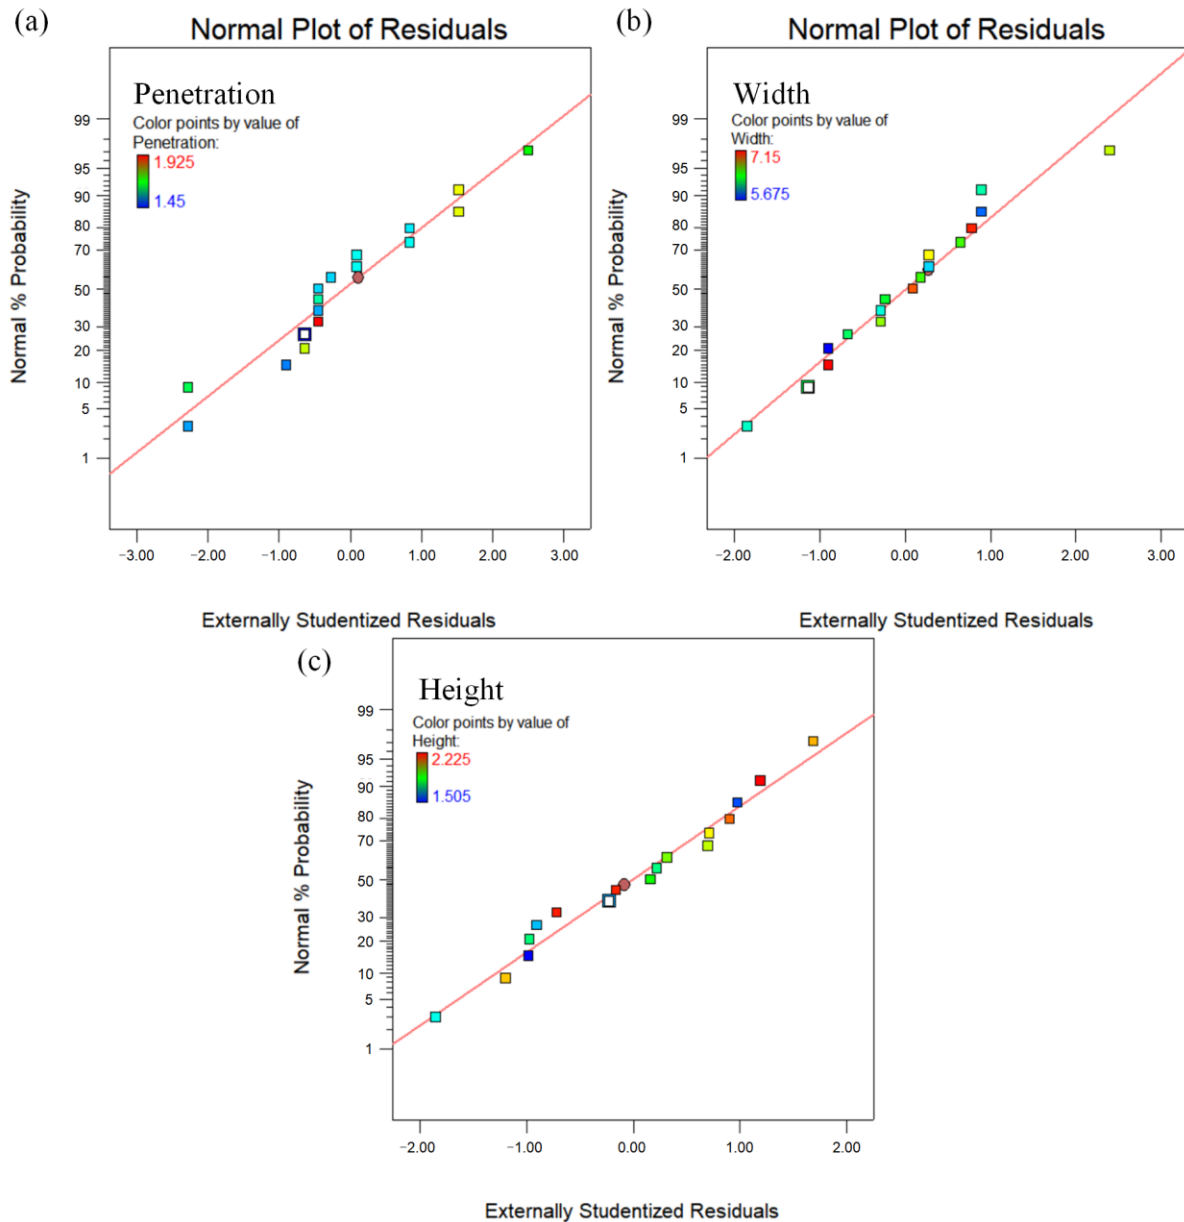 (a)
Normal Plot of Residuals
Penetration
Color points by value of
Penetration:
1.925
1.45
Normal % Probability
99
95
90
80
70
50
30
20
10
5
1
−3.00 −2.00 −1.00 0.00 1.00 2.00 3.00
Externally Studentized Residuals
(b)
Normal Plot of Residuals
Width
Color points by value of
Width:
7.15
5.675
Normal % Probability
99
95
90
80
70
50
30
20
10
5
1
−2.00 −1.00 0.00 1.00 2.00 3.00
Externally Studentized Residuals
(c)
Height
Color points by value of
Height:
2.225
1.505
Normal % Probability
99
95
90
80
70
50
30
20
10
5
1
−2.00 −1.00 0.00 1.00 2.00
Externally Studentized Residuals